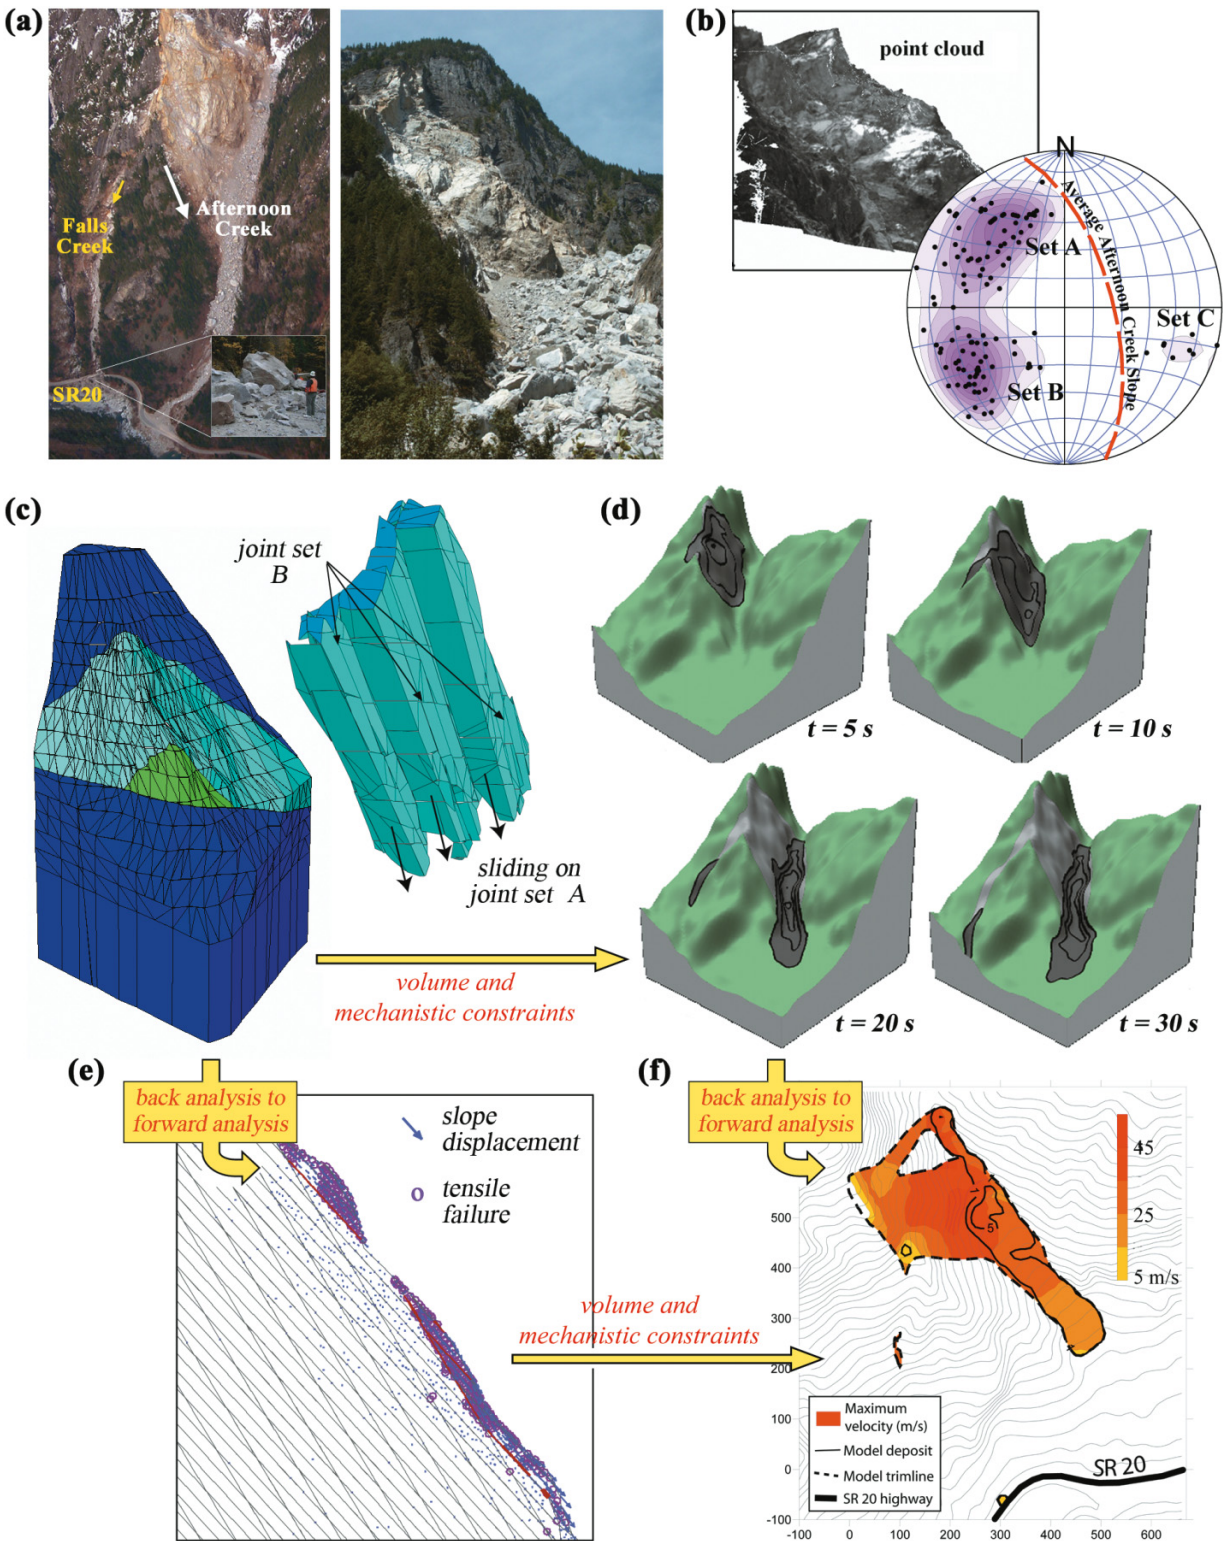 (a)
Falls
Creek
Afternoon
Creek
SR20
(b)
point cloud
N
Average Afternoon Creek Slope
Set A
Set C
Set B
(c)
joint set
B
sliding on
joint set A
volume and
mechanistic constraints
(d)
t = 5 s
t = 10 s
t = 20 s
t = 30 s
(e)
back analysis to
forward analysis
slope
displacement
tensile
failure
volume and
mechanistic constraints
(f)
back analysis to
forward analysis
45
25
5 m/s
1
5
500
400
300
200
100
0
-100
Maximum
velocity (m/s)
Model deposit
Model trimline
SR 20 highway
SR 20
-100 0 100 200 300 400 500 600